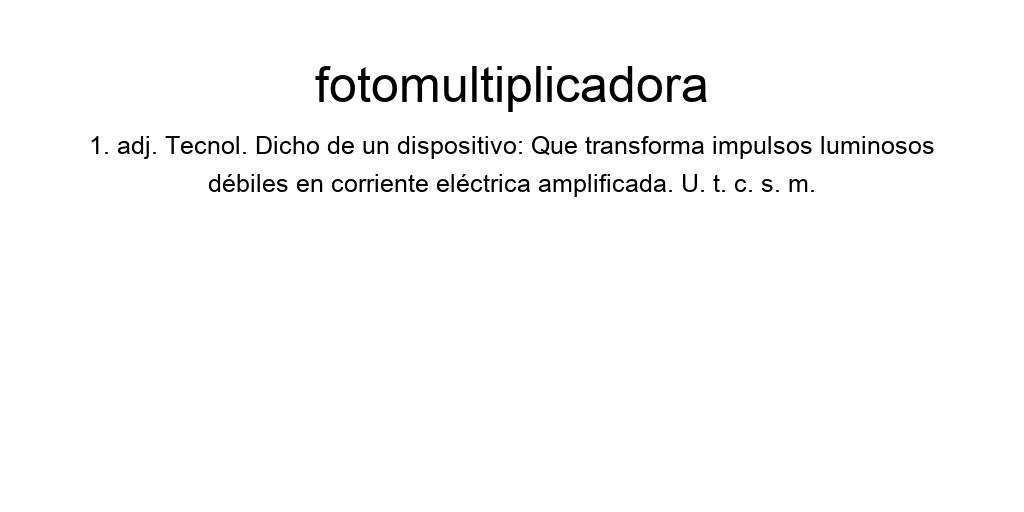 fotomultiplicadora
1. adj. Tecnol. Dicho de un dispositivo: Que transforma impulsos luminosos
débiles en corriente eléctrica amplificada. U. t. c. s. m.